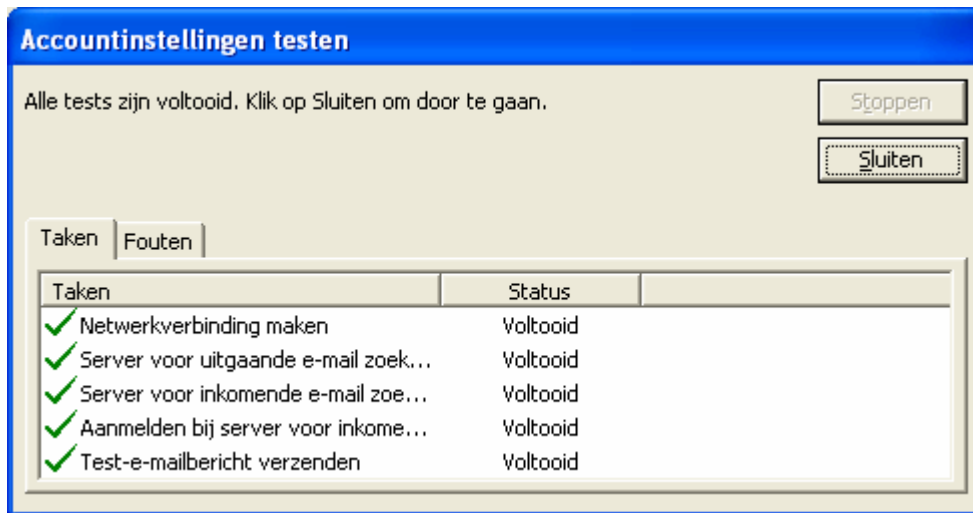 Accountinstellingen testen
Alle tests zijn voltooid. Klik op Sluiten om door te gaan.
Stoppen
Sluiten
Taken Fouten
Taken Status
Netwerkverbinding maken Voltooid
Server voor uitgaande e-mail zoek... Voltooid
Server voor inkomende e-mail zoe... Voltooid
Aanmelden bij server voor inkome... Voltooid
Test-e-mailbericht verzenden Voltooid